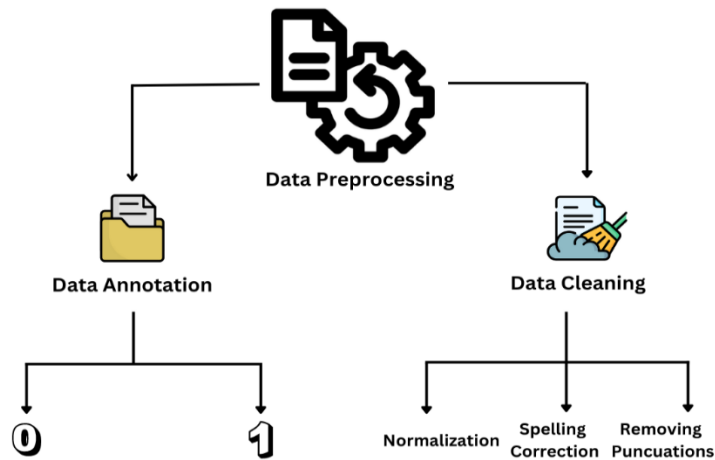 Data Preprocessing
Data Annotation
Data Cleaning
0
1
Normalization
Spelling
Correction
Removing
Puncuations